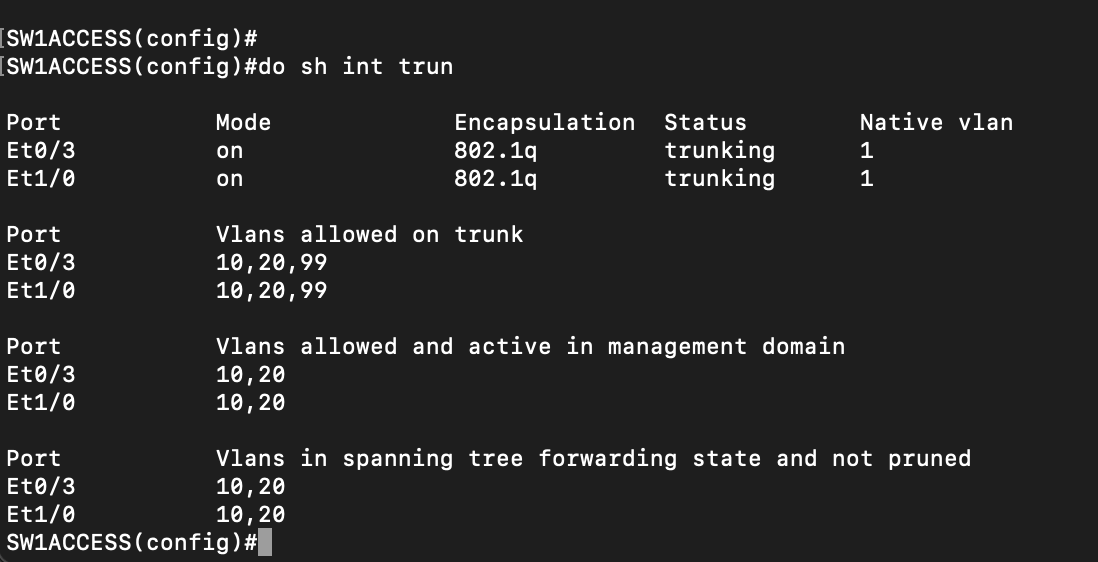 SW1ACCESS(config)#
SW1ACCESS(config)#do sh int trun
Port Mode Encapsulation Status Native vlan
Et0/3 on 802.1q trunking 1
Et1/0 on 802.1q trunking 1
Port Vlans allowed on trunk
Et0/3 10,20,99
Et1/0 10,20,99
Port Vlans allowed and active in management domain
Et0/3 10,20
Et1/0 10,20
Port Vlans in spanning tree forwarding state and not pruned
Et0/3 10,20
Et1/0 10,20
SW1ACCESS(config)#